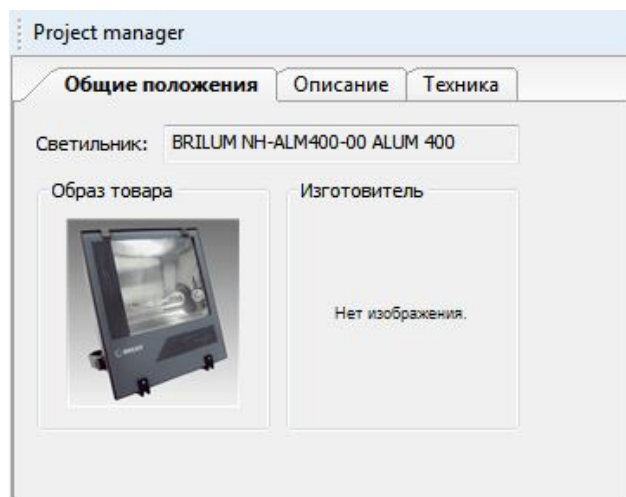 Project manager
Общие положения Описание Техника
Светильник: BRILUM NH-ALM400-00 ALUM 400
Образ товара Изготовитель
Нет изображения.